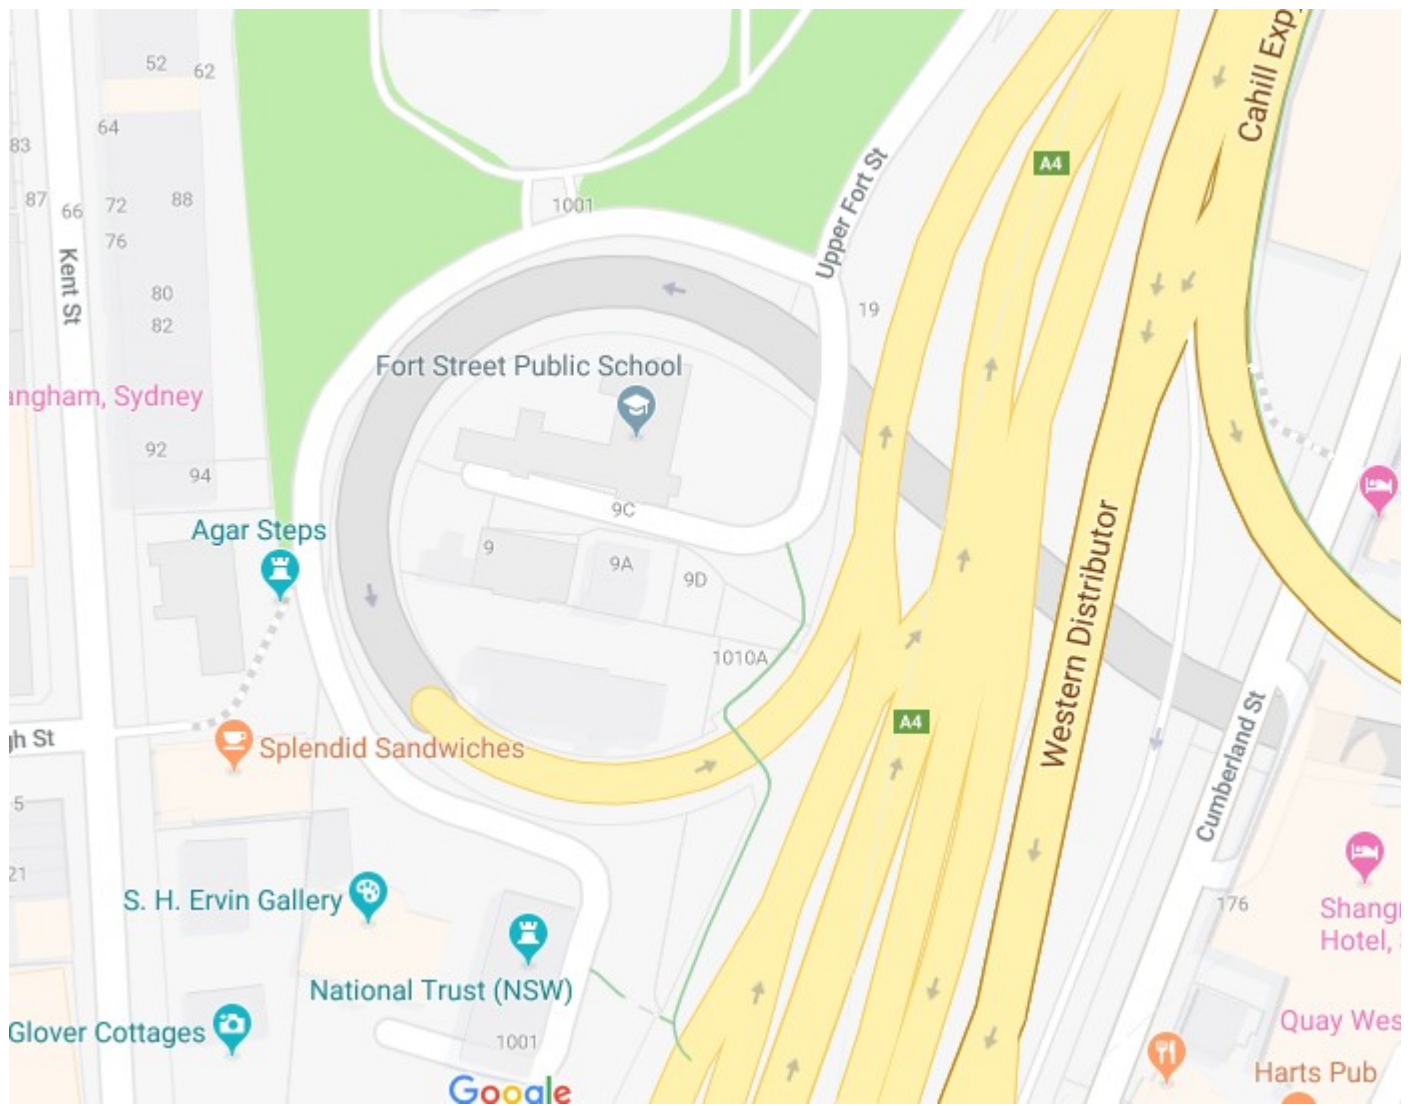 52
62
Cahill Exp
64
83
A4
87
66
72
88
1001
76
Upper Fort St
Kent St
80
82
19
Fort Street Public School
angham, Sydney
92
94
9C
Agar Steps
9
9A
9D
Western Distributor
1010A
A4
gh St
Splendid Sandwiches
Cumberland St
5
21
S. H. Ervin Gallery
176
Shangr
Hotel, S
National Trust (NSW)
Glover Cottages
1001
Quay Wes
Harts Pub
Google